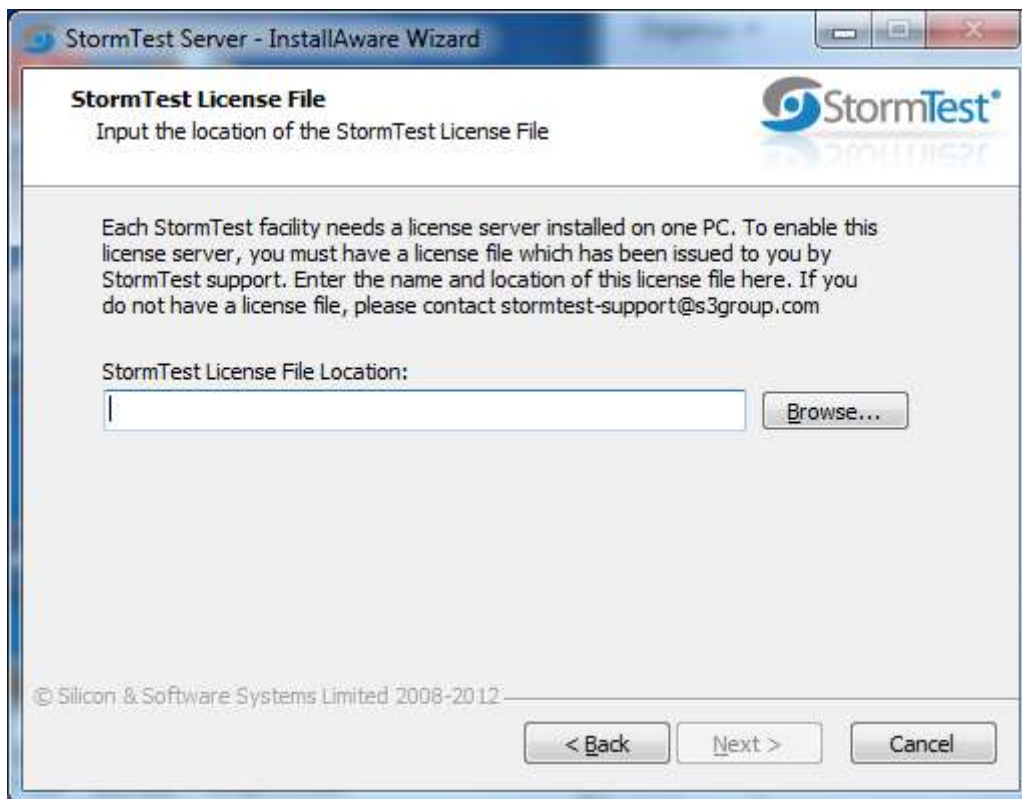 StormTest Server - InstallAware Wizard
StormTest License File
Input the location of the StormTest License File
StormTest®
Each StormTest facility needs a license server installed on one PC. To enable this
license server, you must have a license file which has been issued to you by
StormTest support. Enter the name and location of this license file here. If you
do not have a license file, please contact stormtest-support@s3group.com
StormTest License File Location:
Browse...
© Silicon & Software Systems Limited 2008-2012
< Back Next > Cancel